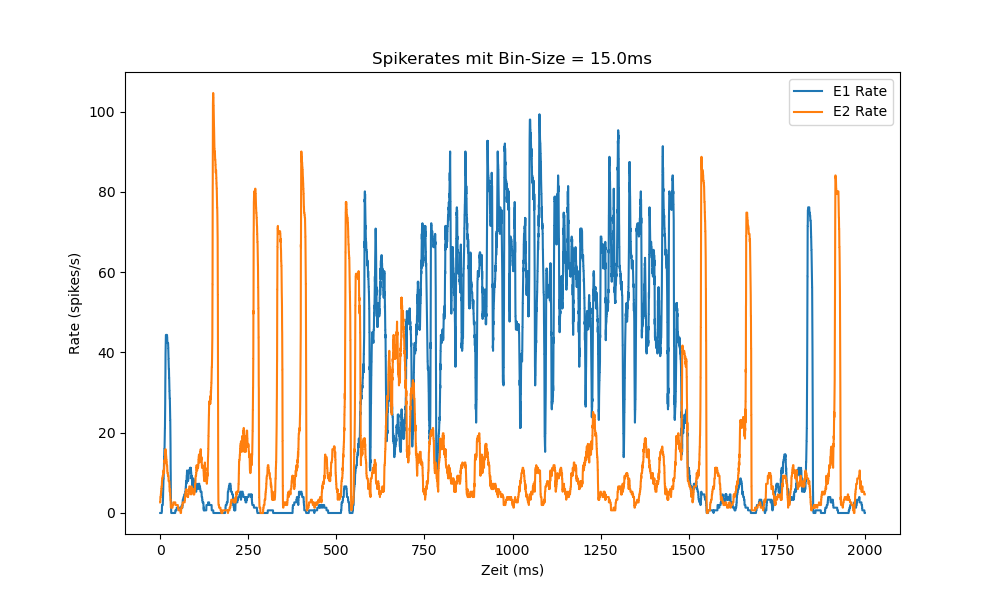 Spikerates mit Bin-Size = 15.0ms
E1 Rate
E2 Rate
Rate (spikes/s)
100
80
60
40
20
0
0 250 500 750 1000 1250 1500 1750 2000
Zeit (ms)